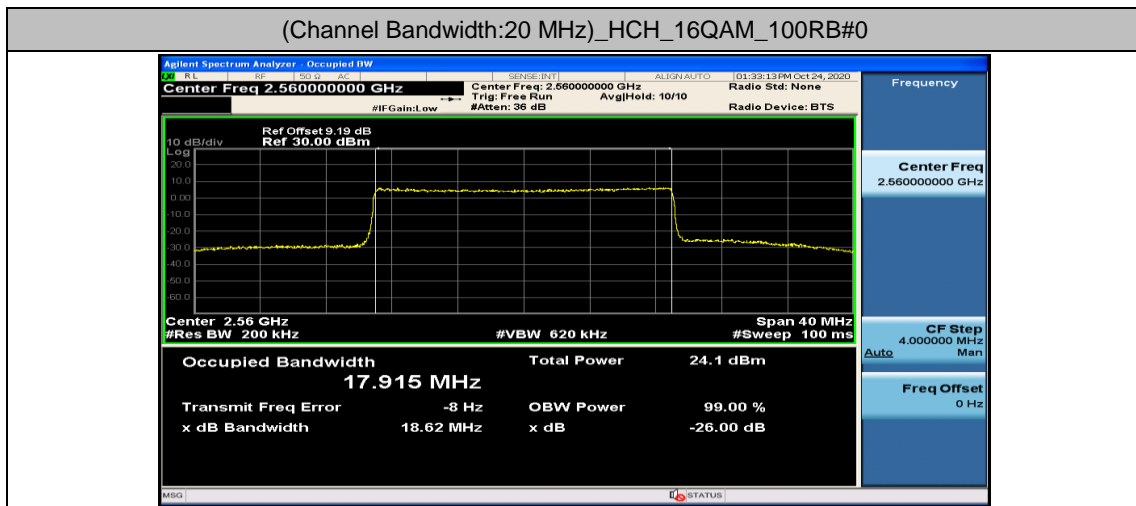 (Channel Bandwidth:20 MHz)_HCH_16QAM_100RB#0
Agilent Spectrum Analyzer - Occupied BW
LXI RL RF 50 Ω AC SENSE:INT ALIGN AUTO 01:33:13 PM Oct 24, 2020
Center Freq 2.560000000 GHz
Center Freq: 2.560000000 GHz Radio Std: None
Trig: Free Run Avg|Hold: 10/10
#IFGain:Low #Atten: 36 dB Radio Device: BTS
Ref Offset 9.19 dB
10 dB/div Ref 30.00 dBm
Log
20.0
10.0
0.00
-10.0
-20.0
-30.0
-40.0
-50.0
-60.0
Center 2.56 GHz Span 40 MHz
#Res BW 200 kHz #VBW 620 kHz #Sweep 100 ms
Occupied Bandwidth Total Power 24.1 dBm
17.915 MHz
Transmit Freq Error -8 Hz OBW Power 99.00 %
x dB Bandwidth 18.62 MHz x dB -26.00 dB
MSG STATUS
Frequency
Center Freq
2.560000000 GHz
CF Step
4.000000 MHz
Auto Man
Freq Offset
0 Hz